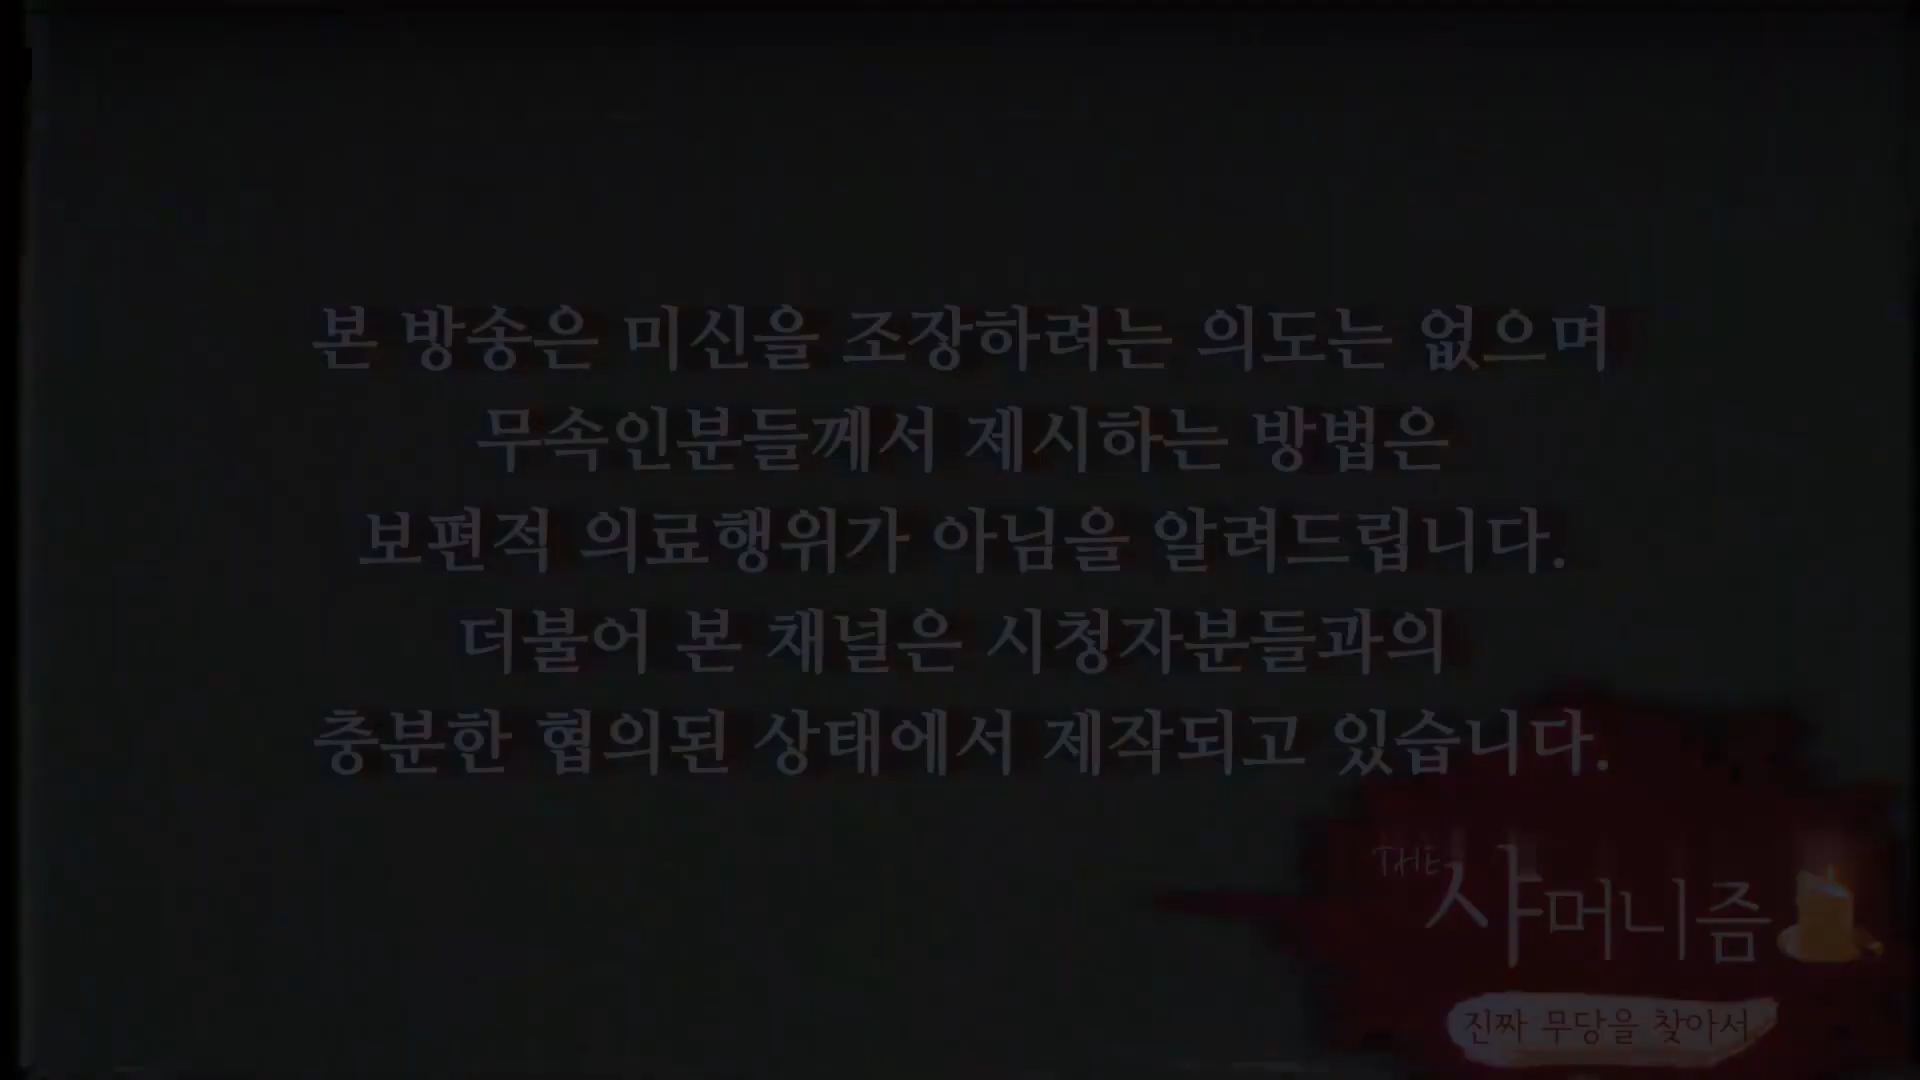 본 방송은 미신을 조장하려는 의도는 없으며
무속인분들께서 제시하는 방법은
보편적 의료행위가 아님을 알려드립니다.
더불어 본 채널은 시청자분들과의
충분한 협의된 상태에서 제작되고 있습니다.
THE 샤머니즘
진짜 무당을 찾아서